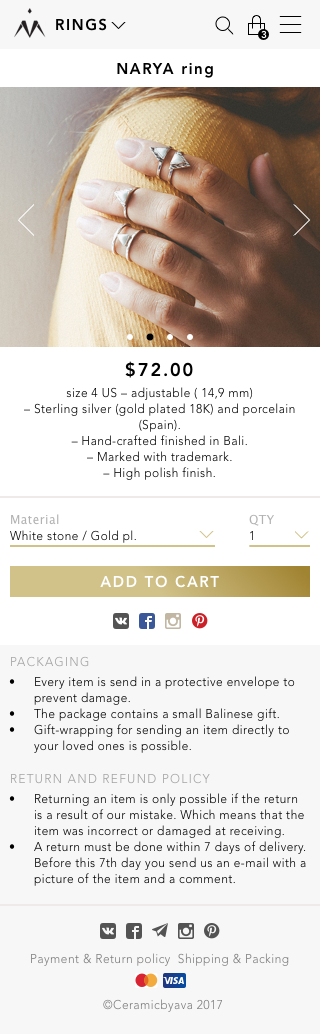 RINGS
3
NARYA ring
$72.00
size 4 US – adjustable ( 14,9 mm)
– Sterling silver (gold plated 18K) and porcelain
(Spain).
– Hand-crafted finished in Bali.
– Marked with trademark.
– High polish finish.
Material QTY
White stone / Gold pl. 1
ADD TO CART
PACKAGING
• Every item is send in a protective envelope to
prevent damage.
• The package contains a small Balinese gift.
• Gift-wrapping for sending an item directly to
your loved ones is possible.
RETURN AND REFUND POLICY
• Returning an item is only possible if the return
is a result of our mistake. Which means that the
item was incorrect or damaged at receiving.
• A return must be done within 7 days of delivery.
Before this 7th day you send us an e-mail with a
picture of the item and a comment.
Payment & Return policy Shipping & Packing
VISA
©Ceramicbyava 2017